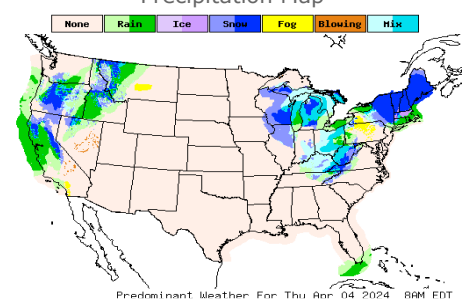 Precipitation Map
None Rain Ice Snow Fog Blowing Mix
Predominant Weather For Thu Apr 04 2024 8AM EDT